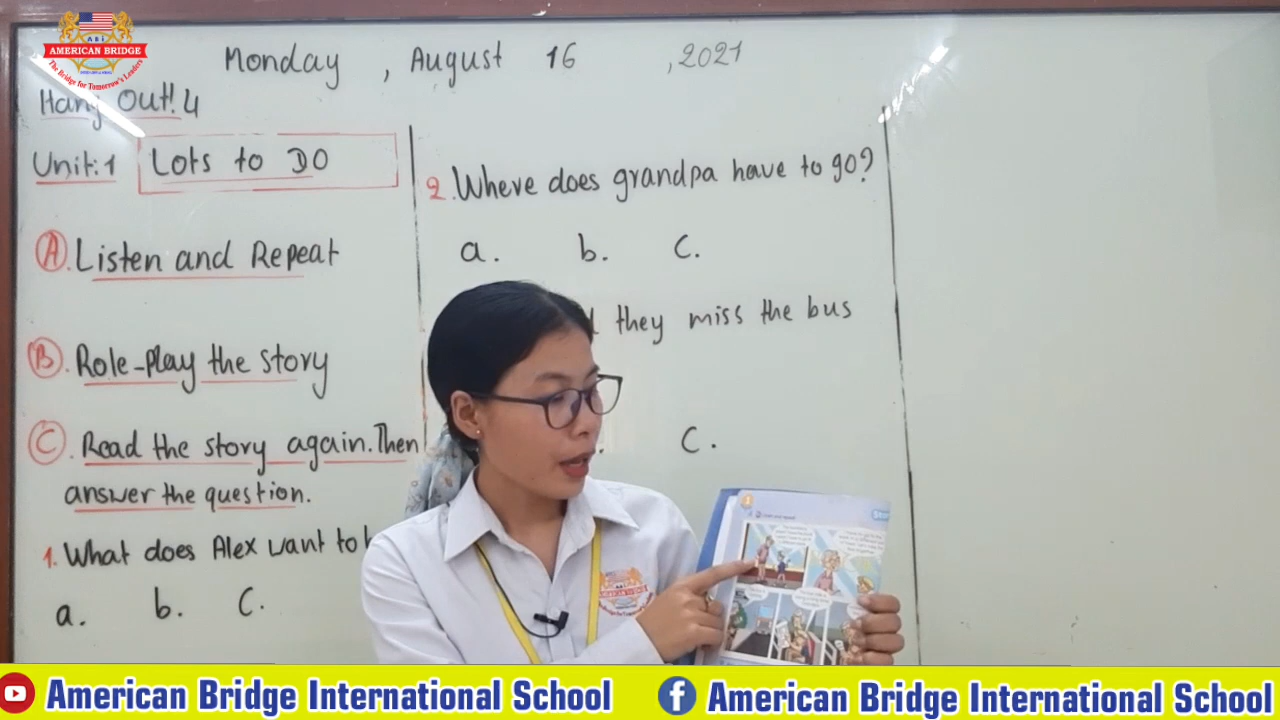 ABI
AMERICAN BRIDGE
The Bridge for Tomorrow's Leaders
Monday , August 16 , 2021
Hang Out! 4
Unit:1 Lots to DO
A. Listen and Repeat
B. Role-play the story
C. Read the story again. Then
answer the question.
1. What does Alex want to
a. b. C.
2. Where does grandpa have to go?
a. b. C.
they miss the bus
C.
American Bridge International School
American Bridge International School